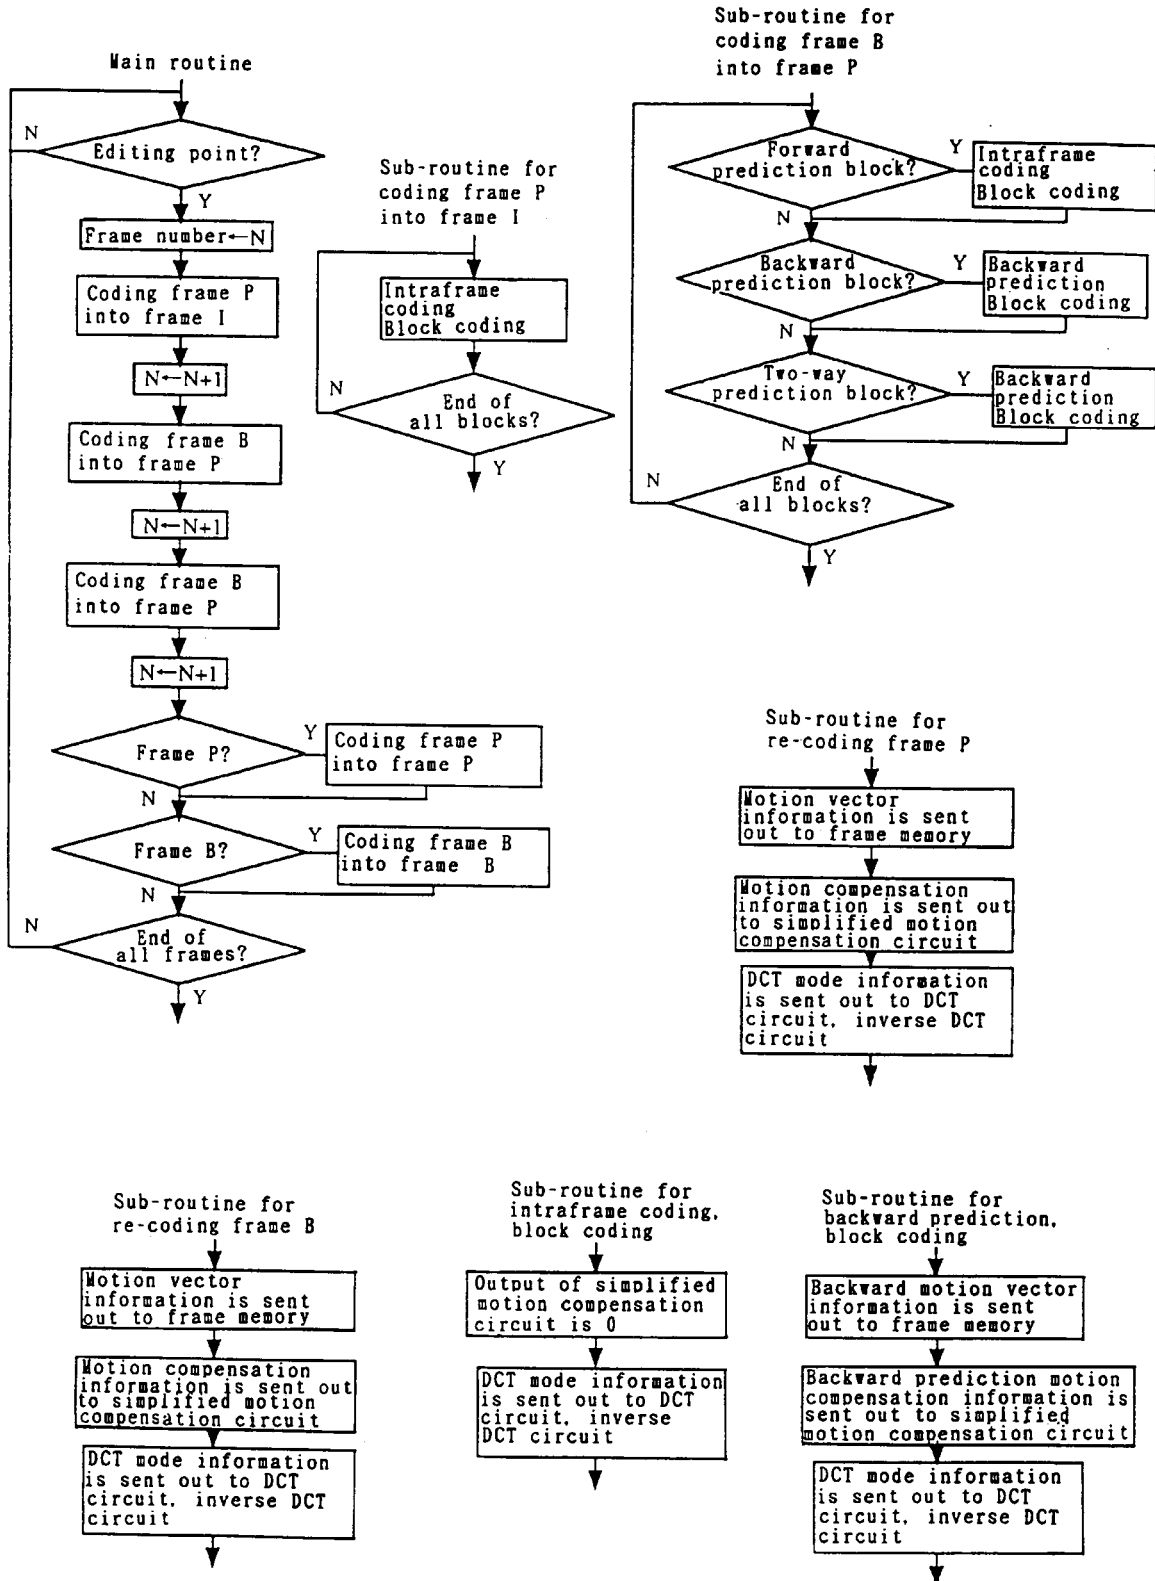 Main routine
N
Editing point?
Y
Frame number←N
Coding frame P
into frame I
N←N+1
Coding frame B
into frame P
N←N+1
Coding frame B
into frame P
N←N+1
Frame P?
Y
Coding frame P
into frame P
N
Frame B?
Y
Coding frame B
into frame B
N
N
End of
all frames?
Y
Sub-routine for
coding frame P
into frame I
Intraframe
coding
Block coding
N
End of
all blocks?
Y
Sub-routine for
coding frame B
into frame P
Forward
prediction block?
Y
Intraframe
coding
Block coding
N
Backward
prediction block?
Y
Backward
prediction
Block coding
N
Two-way
prediction block?
Y
Backward
prediction
Block coding
N
N
End of
all blocks?
Y
Sub-routine for
re-coding frame P
Motion vector
information is sent
out to frame memory
Motion compensation
information is sent out
to simplified motion
compensation circuit
DCT mode information
is sent out to DCT
circuit, inverse DCT
circuit
Sub-routine for
re-coding frame B
Motion vector
information is sent
out to frame memory
Motion compensation
information is sent out
to simplified motion
compensation circuit
DCT mode information
is sent out to DCT
circuit, inverse DCT
circuit
Sub-routine for
intraframe coding,
block coding
Output of simplified
motion compensation
circuit is 0
DCT mode information
is sent out to DCT
circuit, inverse
DCT circuit
Sub-routine for
backward prediction,
block coding
Backward motion vector
information is sent
out to frame memory
Backward prediction motion
compensation information is
sent out to simplified
motion compensation circuit
DCT mode information
is sent out to DCT
circuit, inverse DCT
circuit